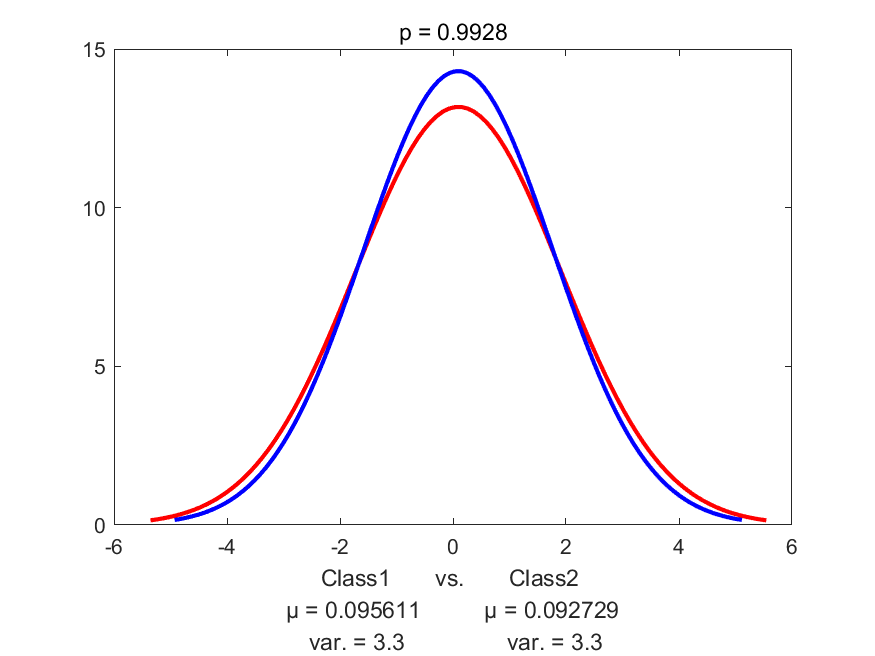 p = 0.9928
15
10
5
0
-6 -4 -2 0 2 4 6
Class1 vs. Class2
μ = 0.095611 μ = 0.092729
var. = 3.3 var. = 3.3